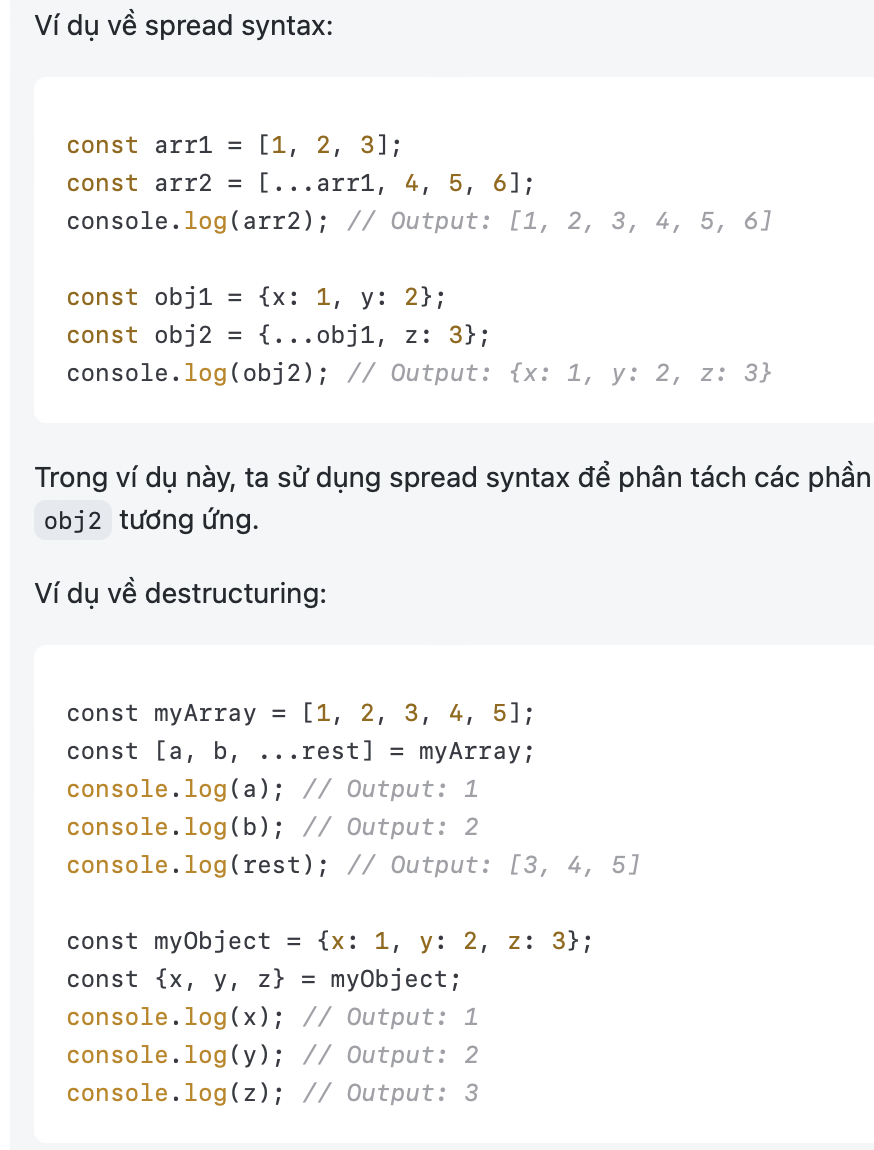 Ví dụ về spread syntax:
const arr1 = [1, 2, 3];
const arr2 = [...arr1, 4, 5, 6];
console.log(arr2); // Output: [1, 2, 3, 4, 5, 6]
const obj1 = {x: 1, y: 2};
const obj2 = {...obj1, z: 3};
console.log(obj2); // Output: {x: 1, y: 2, z: 3}
Trong ví dụ này, ta sử dụng spread syntax để phân tách các phần
obj2 tương ứng.
Ví dụ về destructuring:
const myArray = [1, 2, 3, 4, 5];
const [a, b, ...rest] = myArray;
console.log(a); // Output: 1
console.log(b); // Output: 2
console.log(rest); // Output: [3, 4, 5]
const myObject = {x: 1, y: 2, z: 3};
const {x, y, z} = myObject;
console.log(x); // Output: 1
console.log(y); // Output: 2
console.log(z); // Output: 3